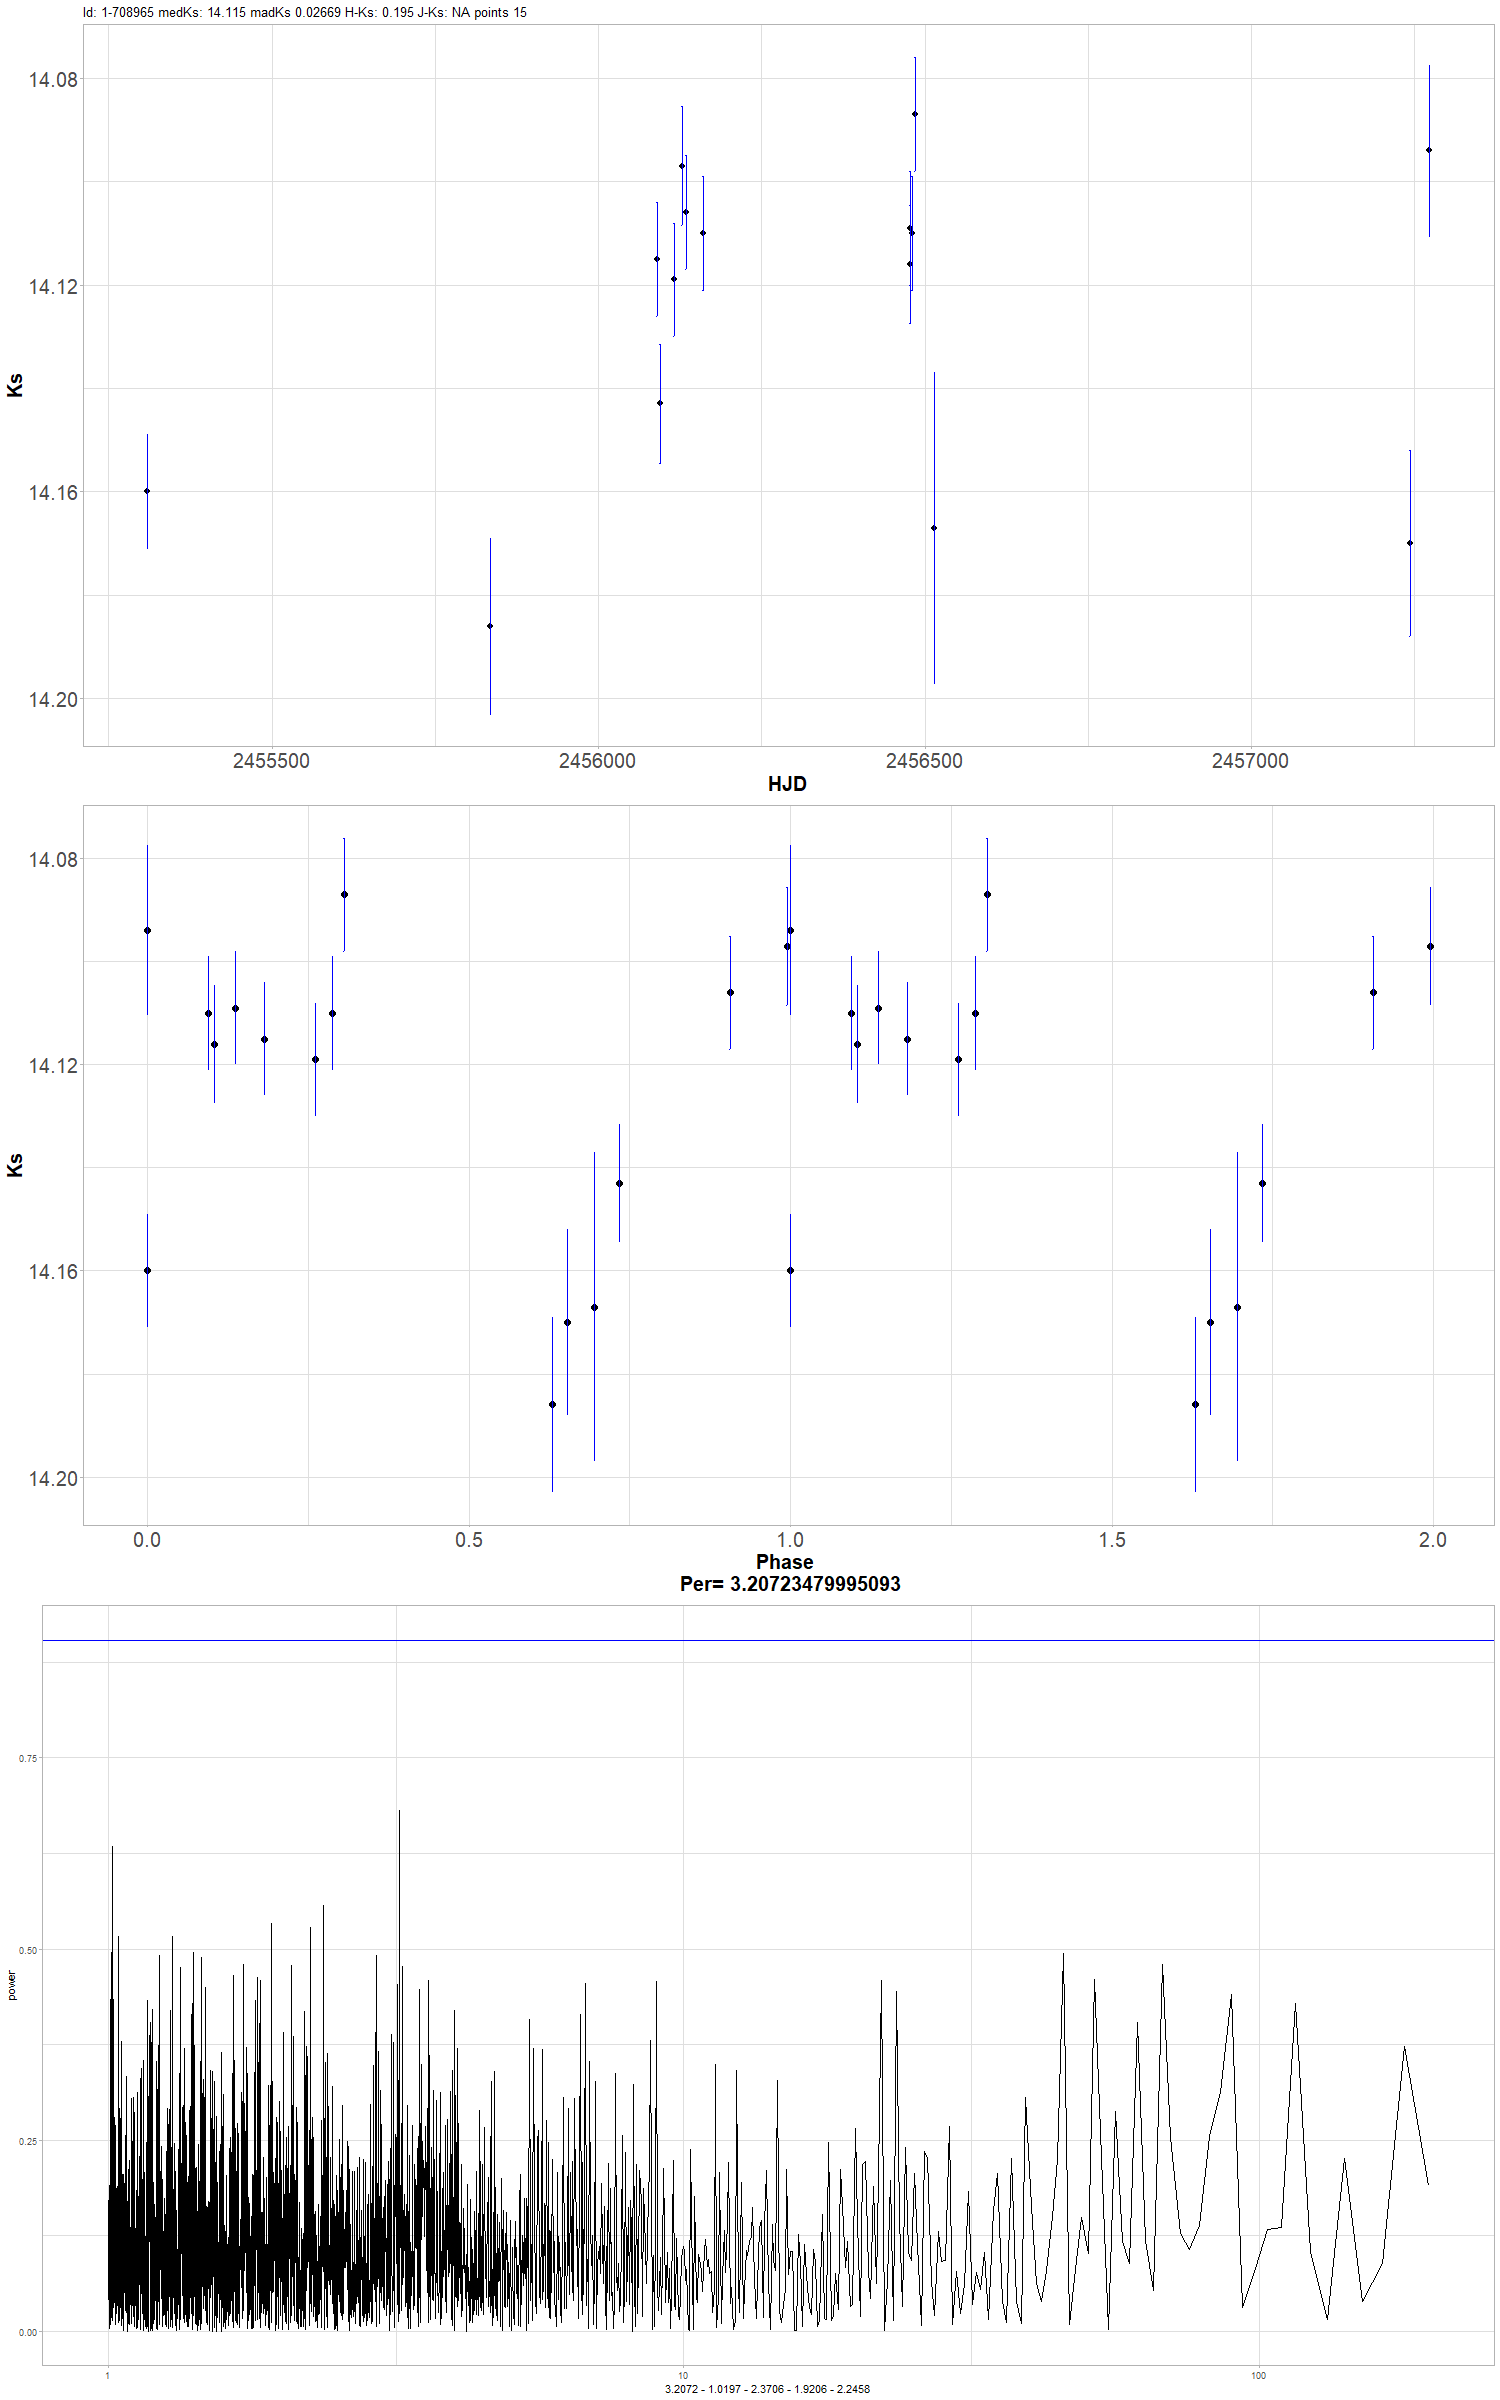 Id: 1-708965 medKs: 14.115 madKs 0.02669 H-Ks: 0.195 J-Ks: NA points 15
14.08
14.12
14.16
14.20
Ks
2455500 2456000 2456500 2457000
HJD
14.08
14.12
14.16
14.20
Ks
0.0 0.5 1.0 1.5 2.0
Phase
Per= 3.20723479995093
0.75
0.50
0.25
0.00
power
1 10 100
3.2072 - 1.0197 - 2.3706 - 1.9206 - 2.2458